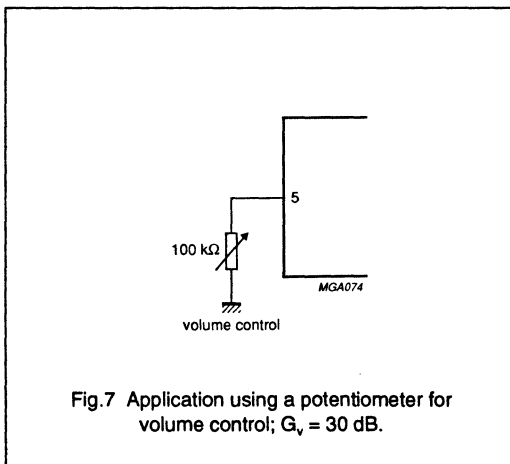 5
100 kΩ
MGA074
volume control
Fig.7 Application using a potentiometer for
volume control; Gv = 30 dB.